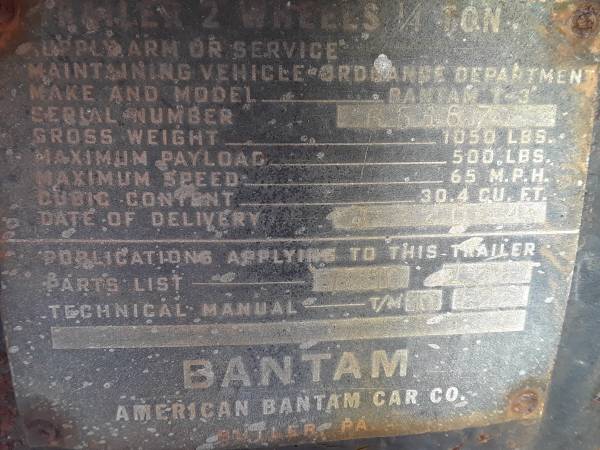 TRAILER 2 WHEELS 1/4 TON
SUPPLY ARM OR SERVICE
MAINTAINING VEHICLE-ORDNANCE DEPARTMENT
MAKE AND MODEL BANTAM T-3
SERIAL NUMBER
GROSS WEIGHT 1050 LBS.
MAXIMUM PAYLOAD 500 LBS.
MAXIMUM SPEED 65 M.P.H.
CUBIC CONTENT 30.4 CU. FT.
DATE OF DELIVERY
PUBLICATIONS APPLYING TO THIS TRAILER
PARTS LIST
TECHNICAL MANUAL T/M
BANTAM
AMERICAN BANTAM CAR CO.
BUTLER, PA.